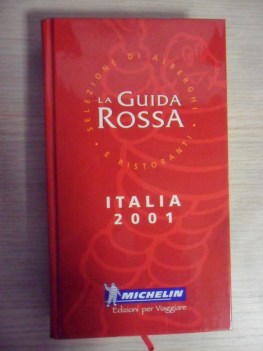 SELEZIONE DI ALBERGHI
LA GUIDA
ROSSA
E RISTORANTI
ITALIA
2001
MICHELIN
Edizioni per Viaggiare